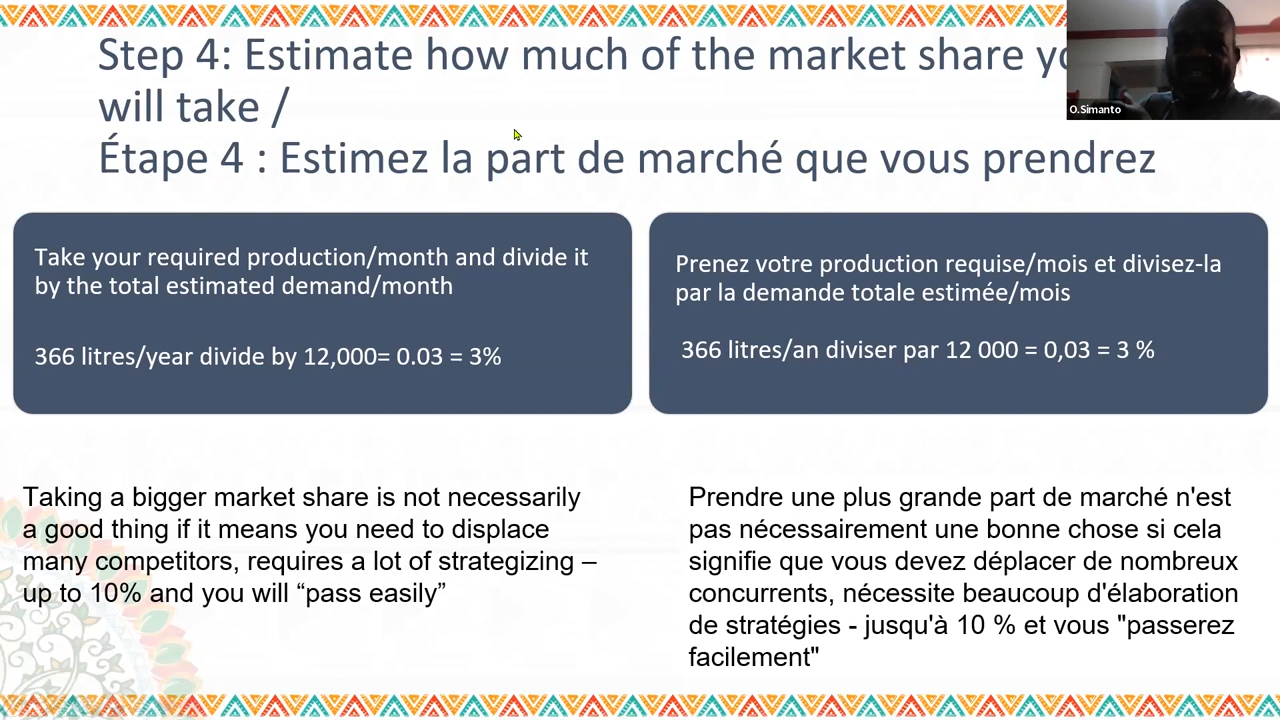 Step 4: Estimate how much of the market share
will take /
Étape 4 : Estimez la part de marché que vous prendrez
O.Simanto
Take your required production/month and divide it
by the total estimated demand/month
366 litres/year divide by 12,000= 0.03 = 3%
Prenez votre production requise/mois et divisez-la
par la demande totale estimée/mois
366 litres/an diviser par 12 000 = 0,03 = 3 %
Taking a bigger market share is not necessarily
a good thing if it means you need to displace
many competitors, requires a lot of strategizing –
up to 10% and you will “pass easily”
Prendre une plus grande part de marché n'est
pas nécessairement une bonne chose si cela
signifie que vous devez déplacer de nombreux
concurrents, nécessite beaucoup d'élaboration
de stratégies - jusqu'à 10 % et vous "passerez
facilement"